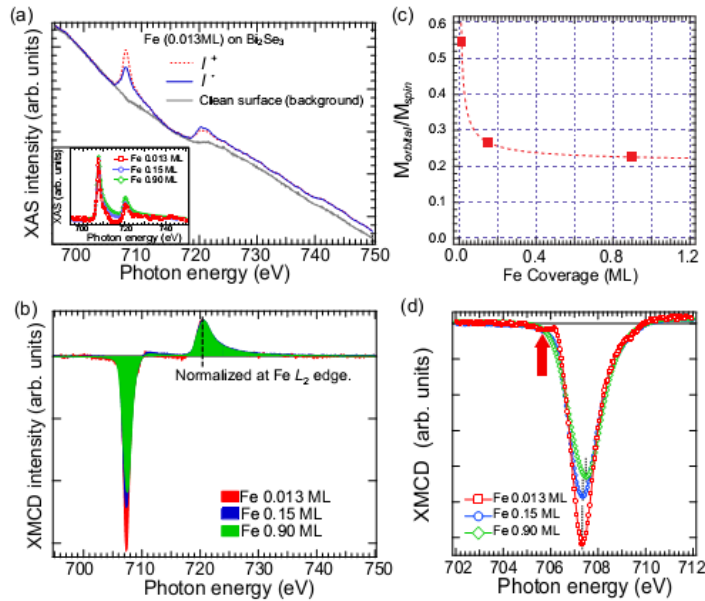 (a)
Fe (0.013ML) on Bi2Se3
I +
I -
Clean surface (background)
XAS intensity (arb. units)
Fe 0.013 ML
Fe 0.15 ML
Fe 0.90 ML
XAS (arb. units)
700 720 740
Photon energy (eV)
700 710 720 730 740 750
Photon energy (eV)
(c)
Morbital/Mspin
0.6
0.5
0.4
0.3
0.2
0.1
0.0
0.0 0.4 0.8 1.2
Fe Coverage (ML)
(b)
XMCD intensity (arb. units)
Normalized at Fe L2 edge.
Fe 0.013 ML
Fe 0.15 ML
Fe 0.90 ML
700 710 720 730 740 750
Photon energy (eV)
(d)
XMCD (arb. units)
Fe 0.013 ML
Fe 0.15 ML
Fe 0.90 ML
702 704 706 708 710 712
Photon energy (eV)